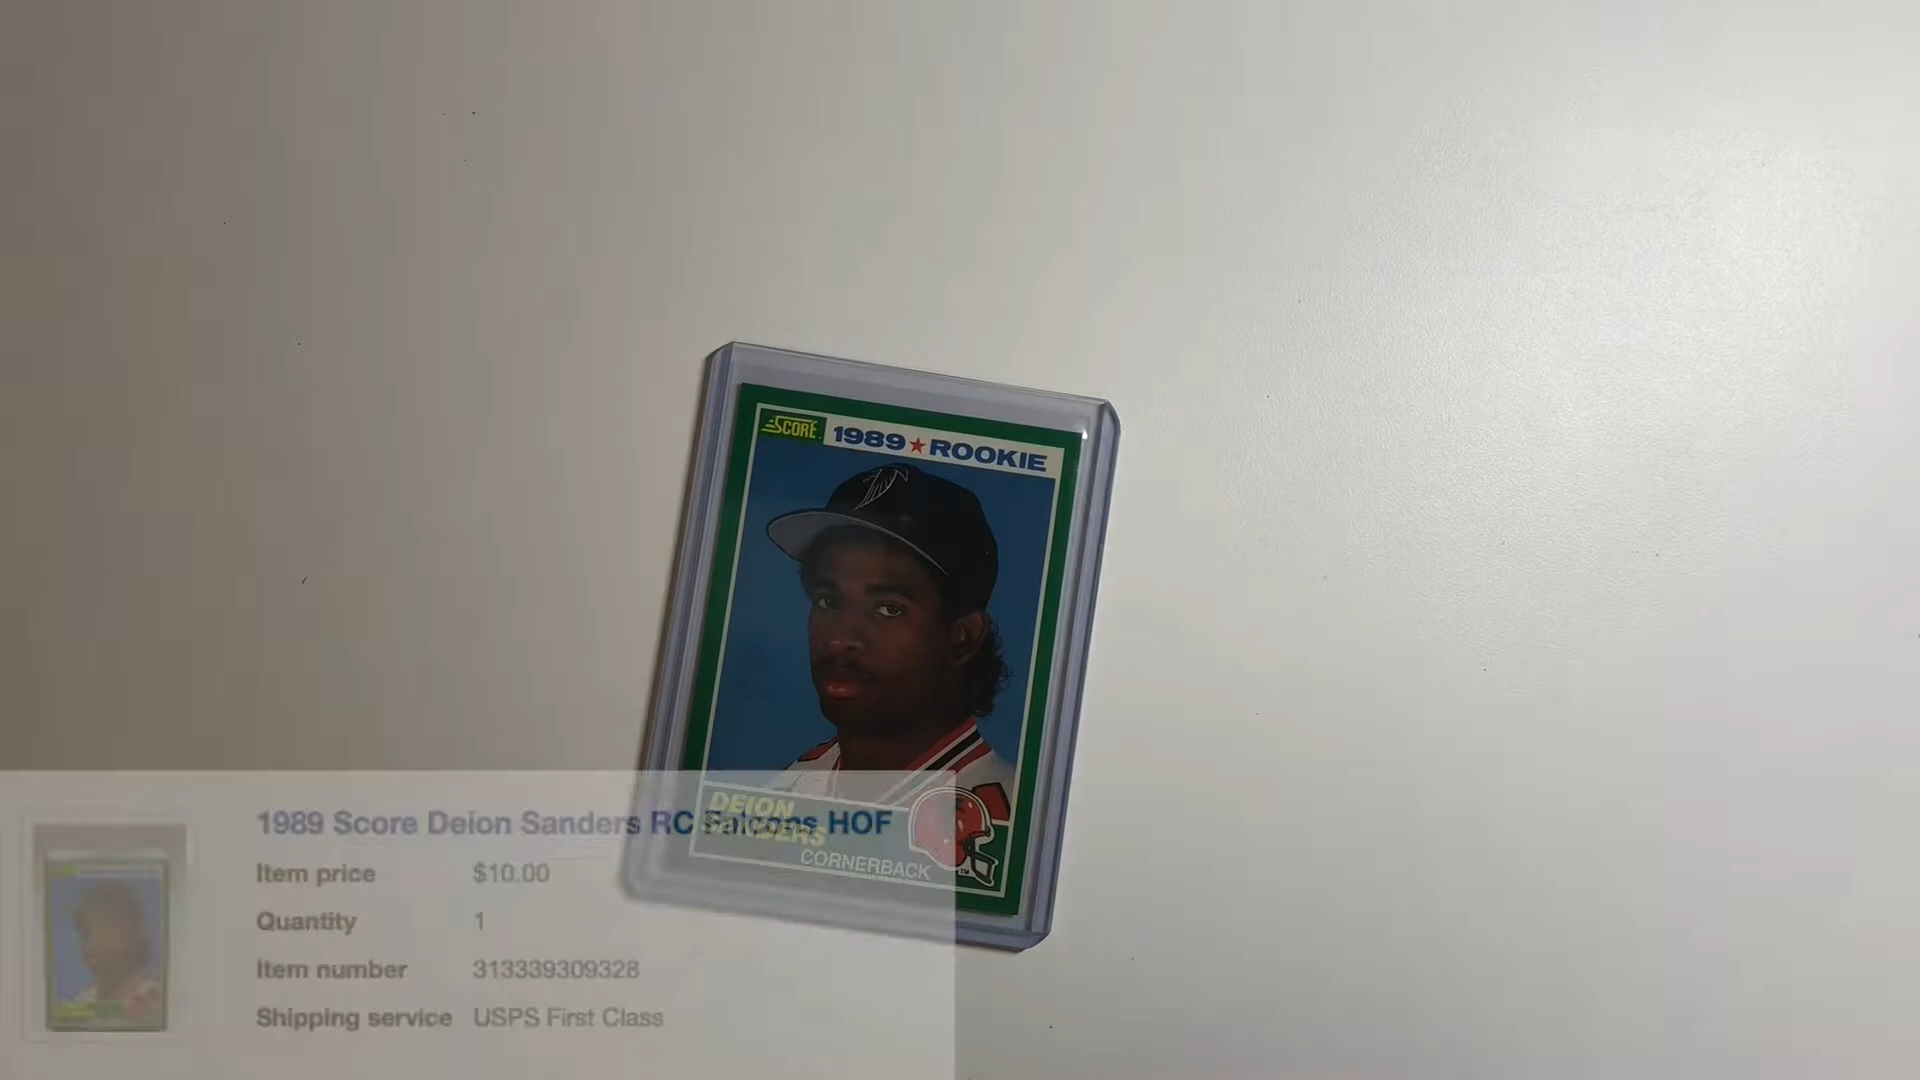 SCORE
1989★ROOKIE
DEION
SANDERS
CORNERBACK
1989 Score Deion Sanders RC Falcons HOF
Item price $10.00
Quantity 1
Item number 313339309328
Shipping service USPS First Class